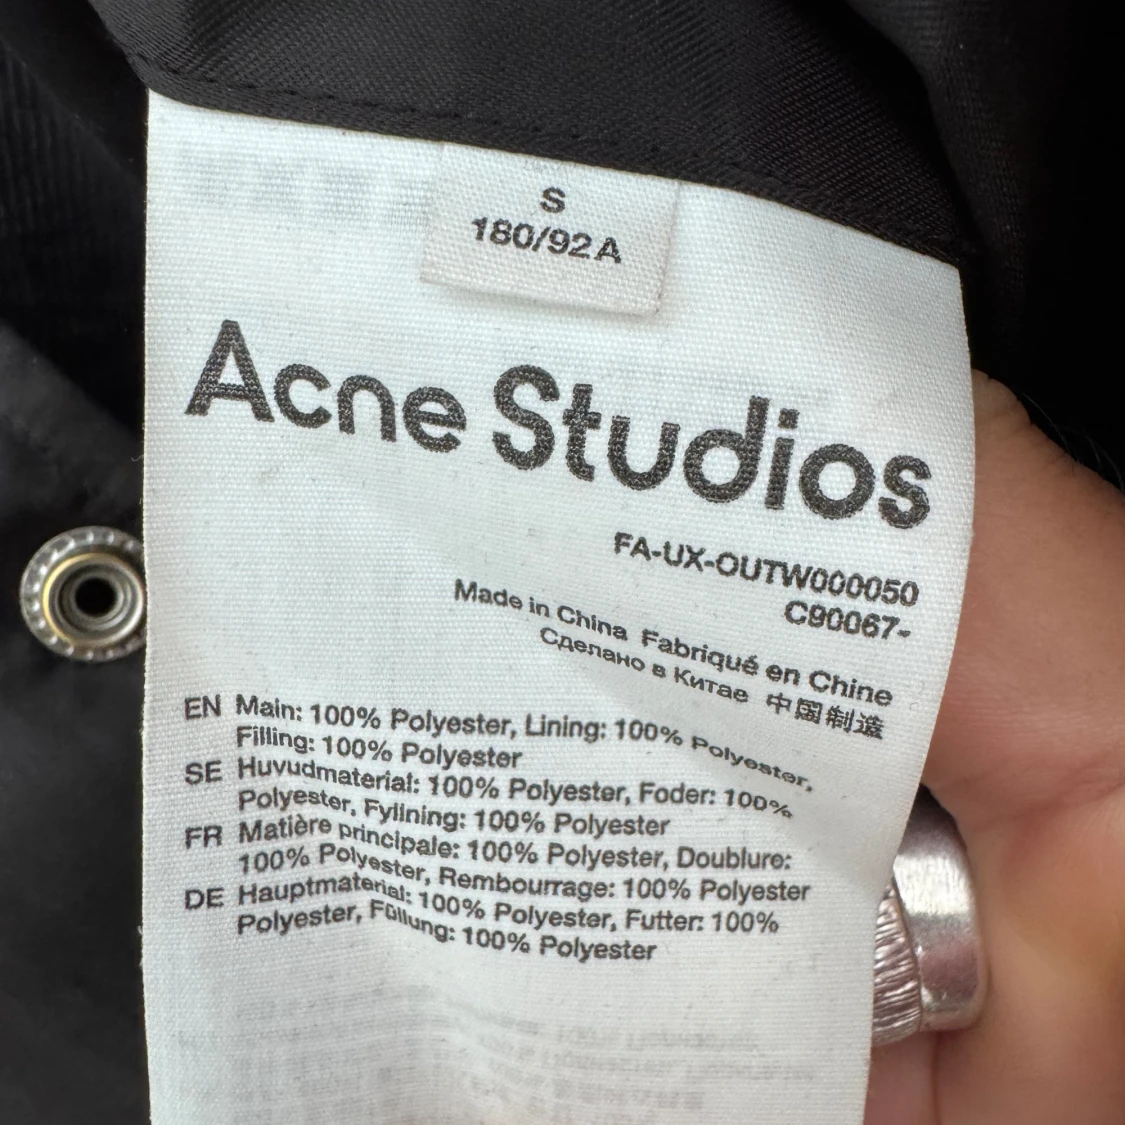 S
180/92A
Acne Studios
FA-UX-OUTW000050
C90067-
Made in China Fabriqué en Chine
Сделано в Китае 中国制造
EN Main: 100% Polyester, Lining: 100% Polyester,
Filling: 100% Polyester
SE Huvudmaterial: 100% Polyester, Foder: 100%
Polyester, Fyllning: 100% Polyester
FR Matière principale: 100% Polyester, Doublure:
100% Polyester, Rembourrage: 100% Polyester
DE Hauptmaterial: 100% Polyester, Futter: 100%
Polyester, Füllung: 100% Polyester